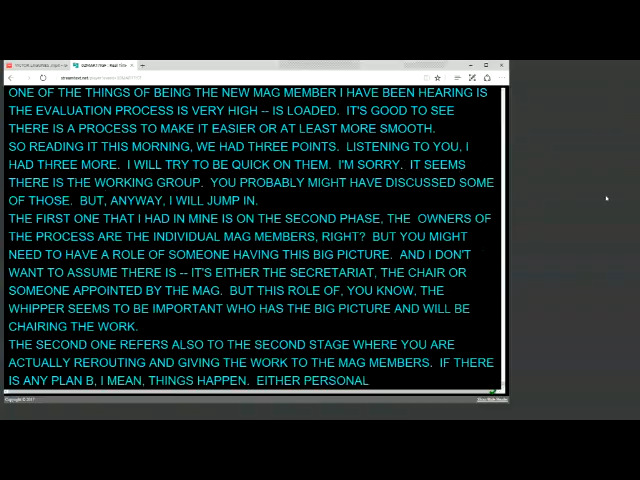 streamtext.net
ONE OF THE THINGS OF BEING THE NEW MAG MEMBER I HAVE BEEN HEARING IS
THE EVALUATION PROCESS IS VERY HIGH -- IS LOADED.  IT'S GOOD TO SEE
THERE IS A PROCESS TO MAKE IT EASIER OR AT LEAST MORE SMOOTH.
SO READING IT THIS MORNING, WE HAD THREE POINTS.  LISTENING TO YOU, I
HAD THREE MORE.  I WILL TRY TO BE QUICK ON THEM.  I'M SORRY.  IT SEEMS
THERE IS THE WORKING GROUP.  YOU PROBABLY MIGHT HAVE DISCUSSED SOME
OF THOSE.  BUT, ANYWAY, I WILL JUMP IN.
THE FIRST ONE THAT I HAD IN MINE IS ON THE SECOND PHASE, THE  OWNERS OF
THE PROCESS ARE THE INDIVIDUAL MAG MEMBERS, RIGHT?  BUT YOU MIGHT
NEED TO HAVE A ROLE OF SOMEONE HAVING THIS BIG PICTURE.  AND I DON'T
WANT TO ASSUME THERE IS -- IT'S EITHER THE SECRETARIAT, THE CHAIR OR
SOMEONE APPOINTED BY THE MAG.  BUT THIS ROLE OF, YOU KNOW, THE
WHIPPER SEEMS TO BE IMPORTANT WHO HAS THE BIG PICTURE AND WILL BE
CHAIRING THE WORK.
THE SECOND ONE REFERS ALSO TO THE SECOND STAGE WHERE YOU ARE
ACTUALLY REROUTING AND GIVING THE WORK TO THE MAG MEMBERS.  IF THERE
IS ANY PLAN B, I MEAN, THINGS HAPPEN.  EITHER PERSONAL
Copyright © 2017